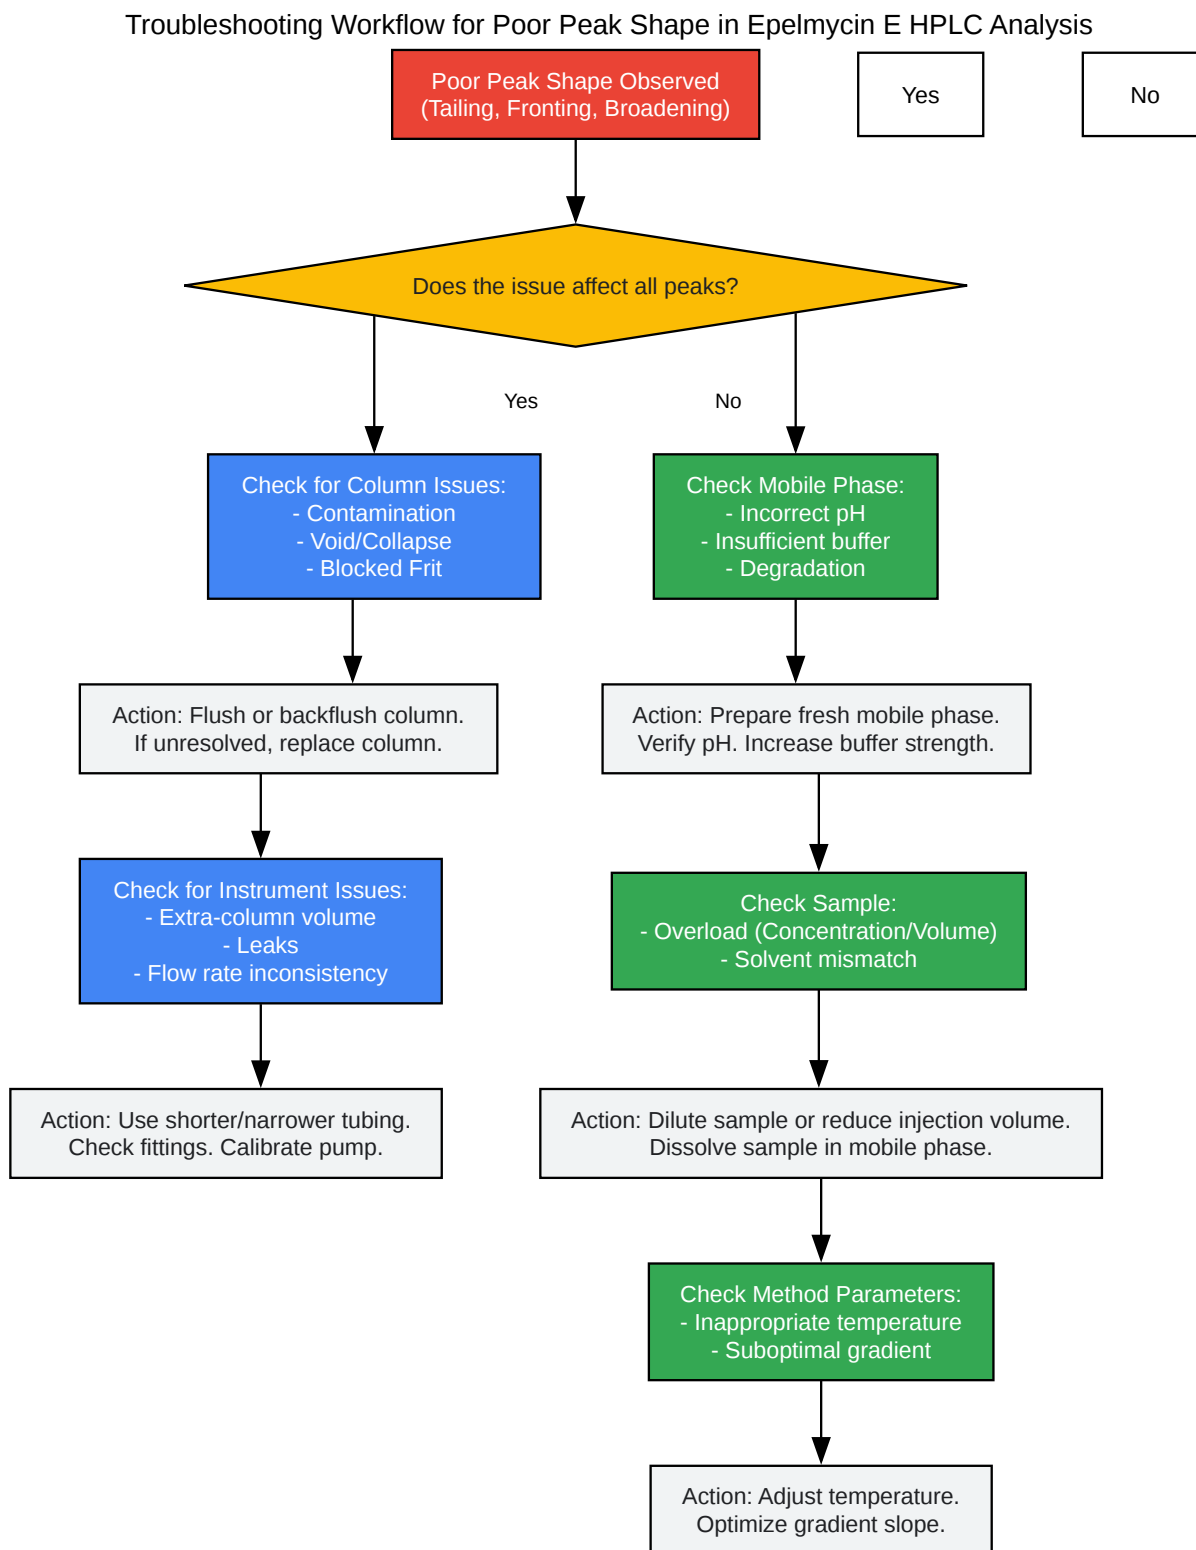 Troubleshooting Workflow for Poor Peak Shape in Epelmycin E HPLC Analysis
Poor Peak Shape Observed
(Tailing, Fronting, Broadening)
Yes
No
Does the issue affect all peaks?
Yes
No
Check for Column Issues:
- Contamination
- Void/Collapse
- Blocked Frit
Check Mobile Phase:
- Incorrect pH
- Insufficient buffer
- Degradation
Action: Flush or backflush column.
If unresolved, replace column.
Action: Prepare fresh mobile phase.
Verify pH. Increase buffer strength.
Check for Instrument Issues:
- Extra-column volume
- Leaks
- Flow rate inconsistency
Check Sample:
- Overload (Concentration/Volume)
- Solvent mismatch
Action: Use shorter/narrower tubing.
Check fittings. Calibrate pump.
Action: Dilute sample or reduce injection volume.
Dissolve sample in mobile phase.
Check Method Parameters:
- Inappropriate temperature
- Suboptimal gradient
Action: Adjust temperature.
Optimize gradient slope.